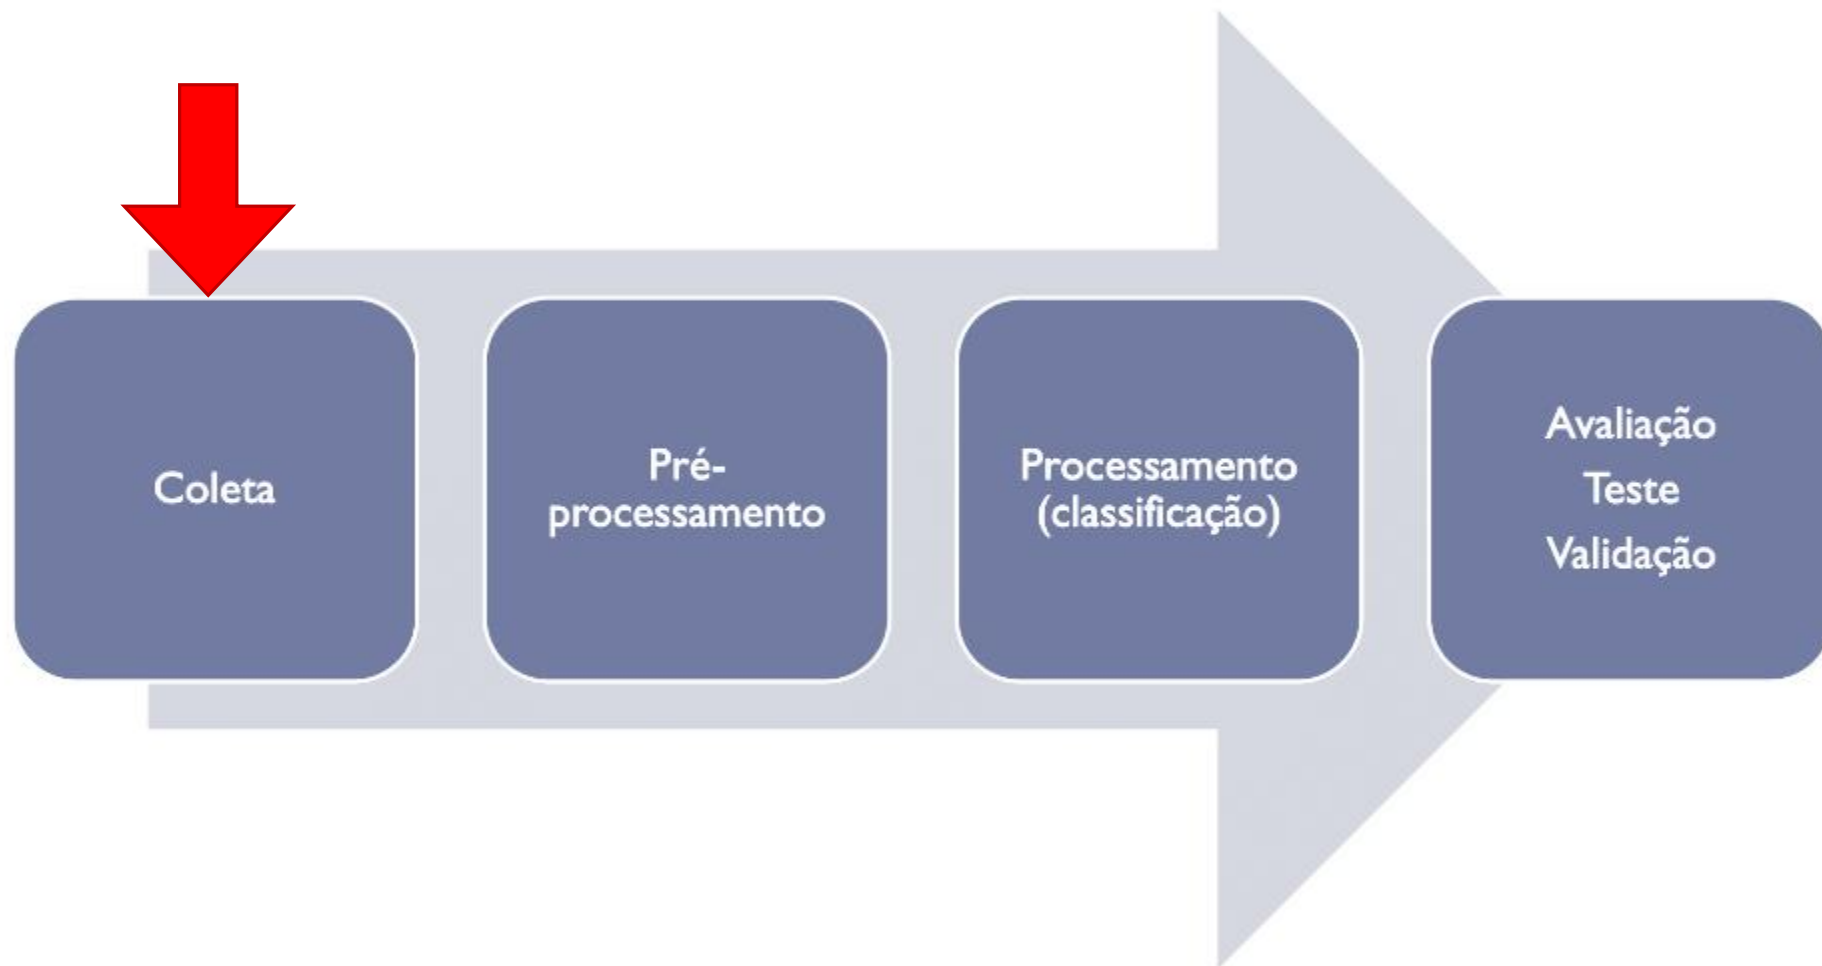 Coleta
Pré-
processamento
Processamento
(classificação)
Avaliação
Teste
Validação